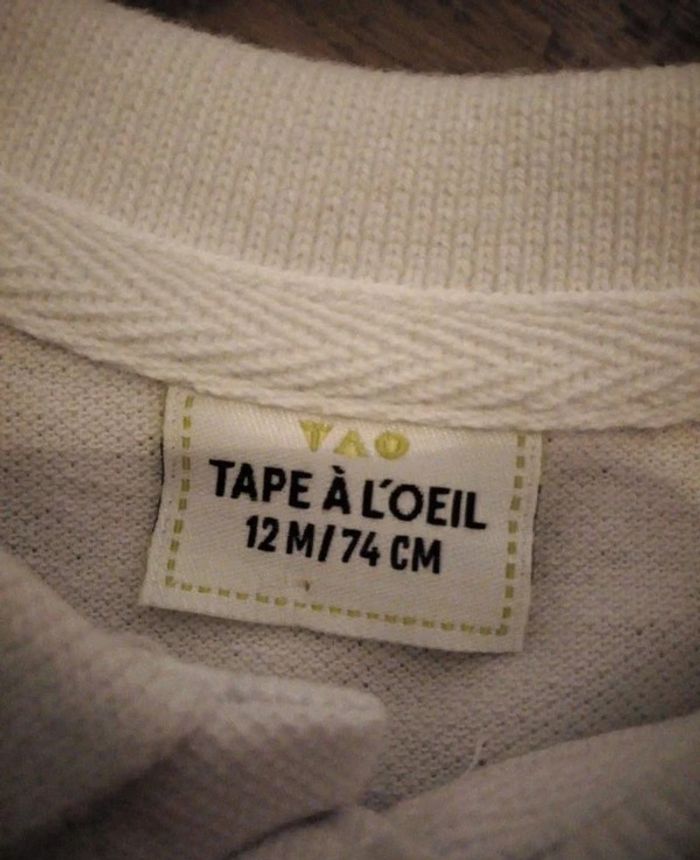 TAO
TAPE À L'OEIL
12 M/74 CM